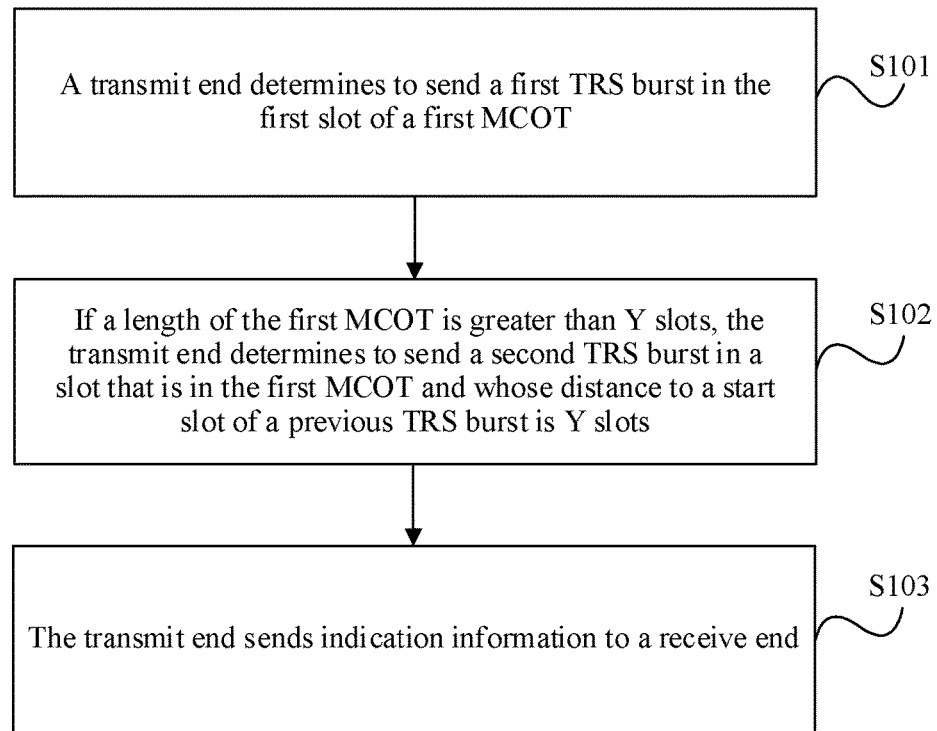 A transmit end determines to send a first TRS burst in the
first slot of a first MCOT
S101
If a length of the first MCOT is greater than Y slots, the
transmit end determines to send a second TRS burst in a
slot that is in the first MCOT and whose distance to a start
slot of a previous TRS burst is Y slots
S102
The transmit end sends indication information to a receive end
S103